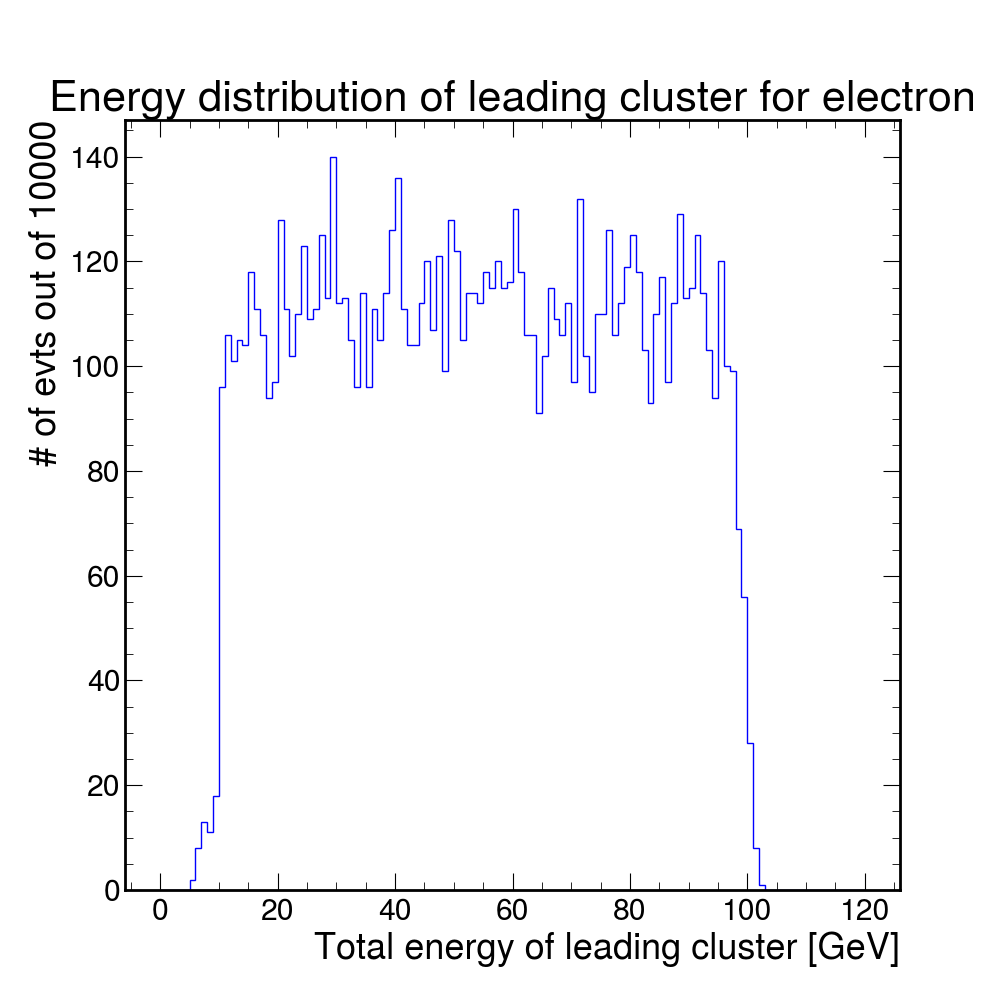 Energy distribution of leading cluster for electron
# of evts out of 10000
140
120
100
80
60
40
20
0
0 20 40 60 80 100 120
Total energy of leading cluster [GeV]